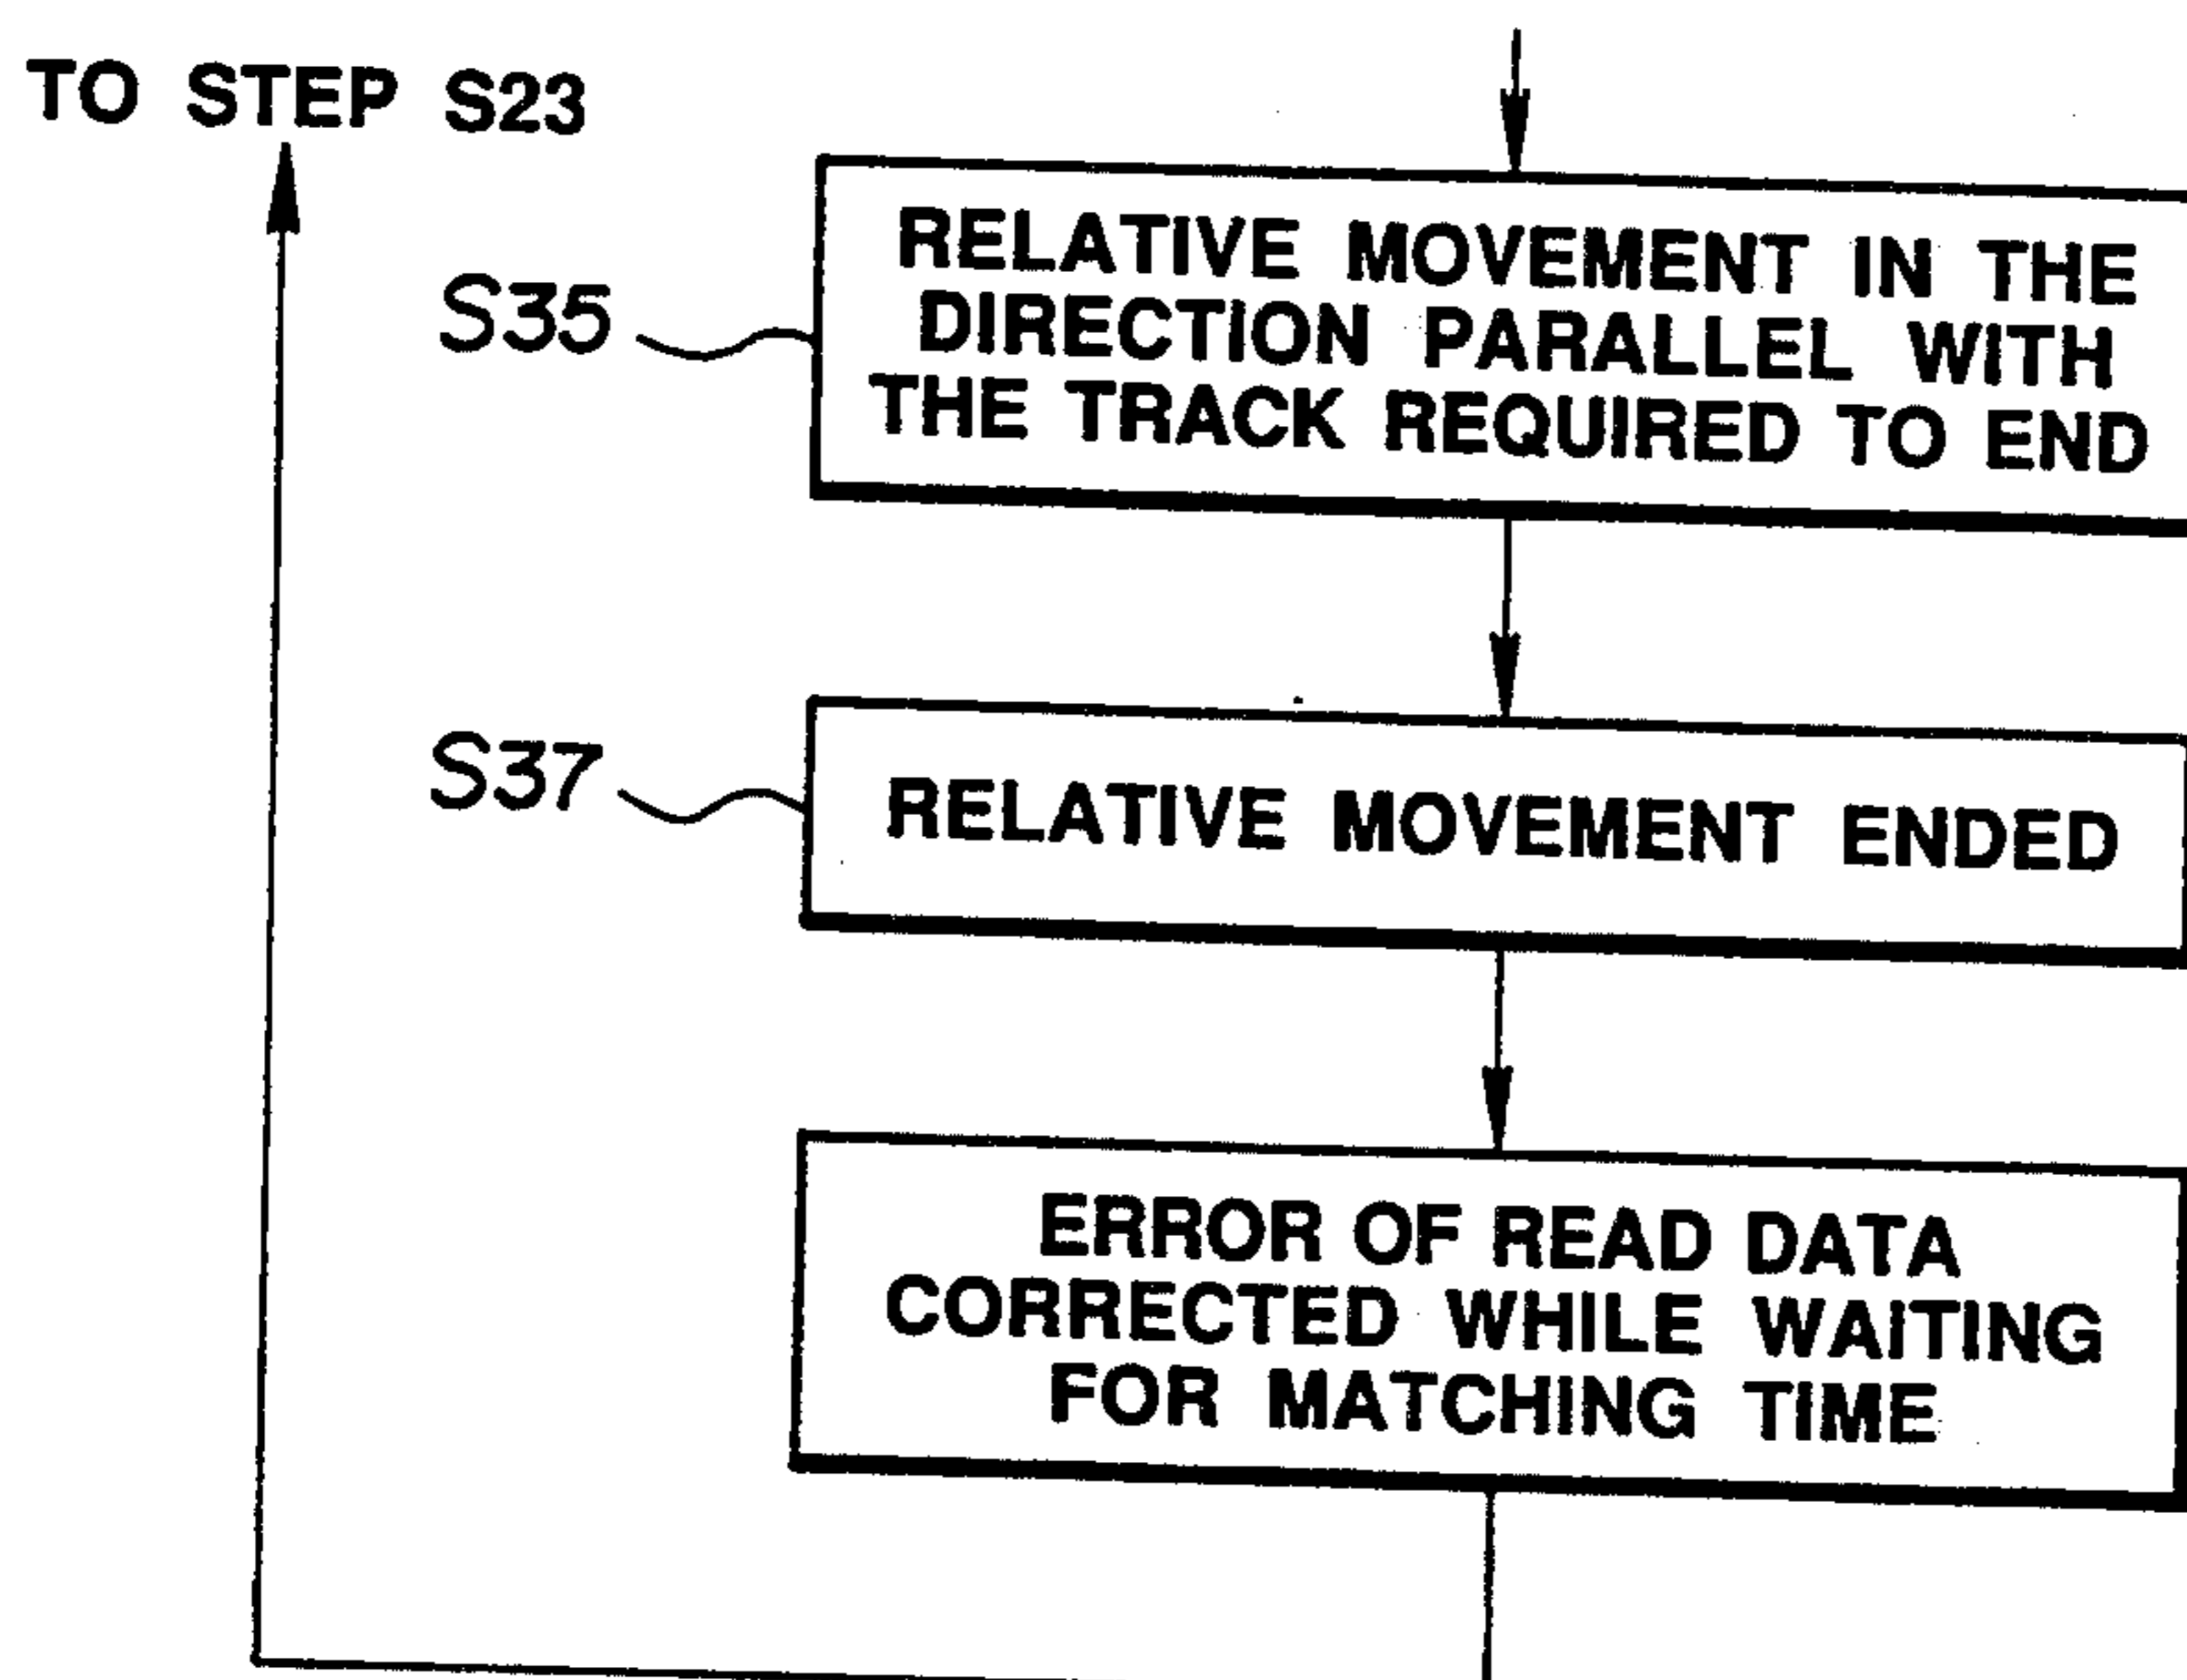 TO STEP S23
S35
RELATIVE MOVEMENT IN THE
DIRECTION PARALLEL WITH
THE TRACK REQUIRED TO END
S37
RELATIVE MOVEMENT ENDED
ERROR OF READ DATA
CORRECTED WHILE WAITING
FOR MATCHING TIME